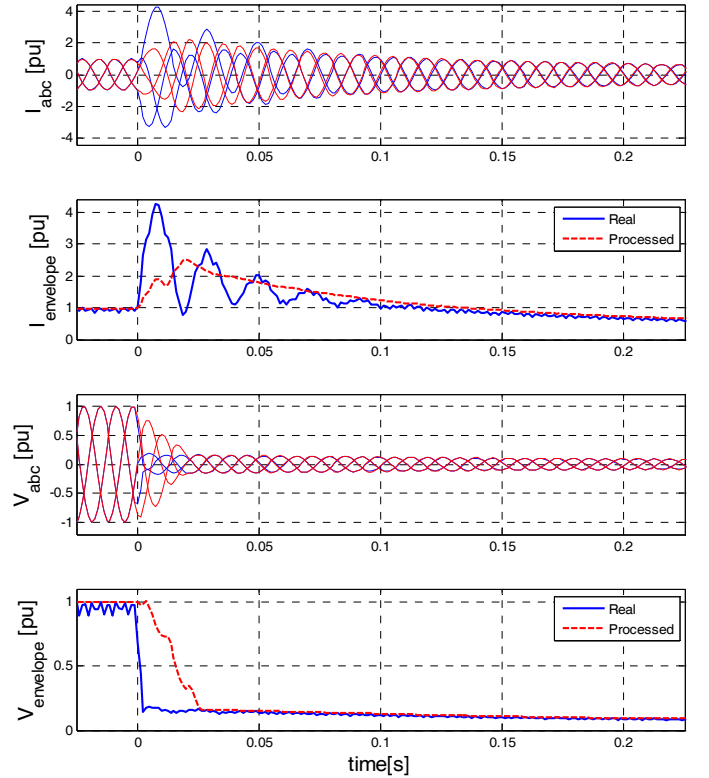 I_abc [pu]
4
2
0
-2
-4
0 0.05 0.1 0.15 0.2
I_envelope [pu]
4
3
2
1
0
Real
Processed
0 0.05 0.1 0.15 0.2
V_abc [pu]
1
0.5
0
-0.5
-1
0 0.05 0.1 0.15 0.2
V_envelope [pu]
1
0.5
0
Real
Processed
0 0.05 0.1 0.15 0.2
time[s]